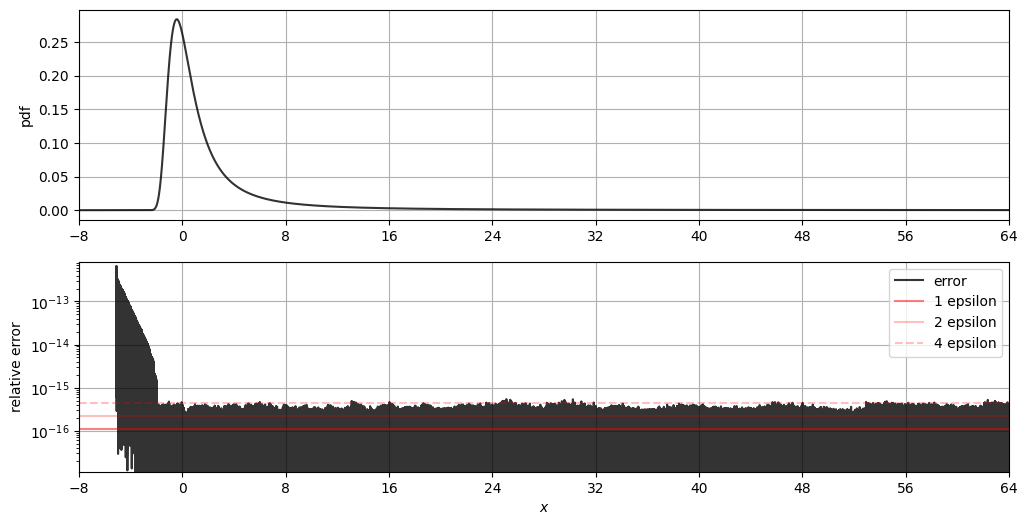 pdf
0.25
0.20
0.15
0.10
0.05
0.00
−8 0 8 16 24 32 40 48 56 64
relative error
10⁻¹³
10⁻¹⁴
10⁻¹⁵
10⁻¹⁶
error
1 epsilon
2 epsilon
4 epsilon
−8 0 8 16 24 32 40 48 56 64
x